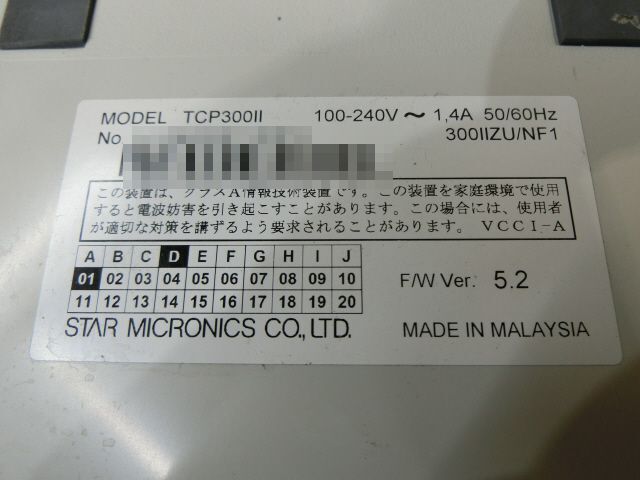 MODEL TCP300II 100-240V ~ 1,4A 50/60Hz
No 300IIZU/NF1
この装置は、クラスA情報技術装置です。この装置を家庭環境で使用
すると電波妨害を引き起こすことがあります。この場合には、使用者
が適切な対策を講ずるよう要求されることがあります。 VCCI-A
A B C D E F G H I J
01 02 03 04 05 06 07 08 09 10
11 12 13 14 15 16 17 18 19 20
F/W Ver. 5.2
STAR MICRONICS CO., LTD. MADE IN MALAYSIA